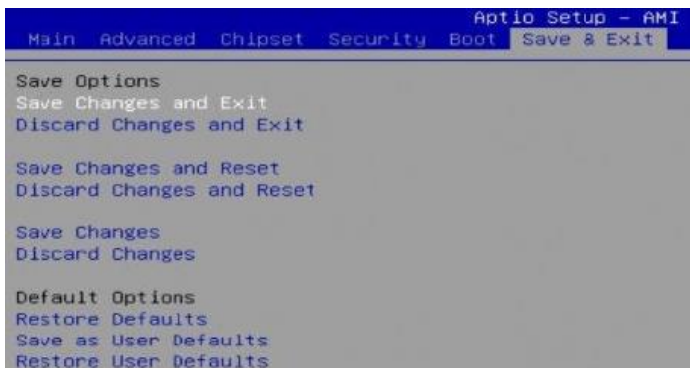 Aptio Setup – AMI
Main Advanced Chipset Security Boot Save & Exit
Save Options
Save Changes and Exit
Discard Changes and Exit
Save Changes and Reset
Discard Changes and Reset
Save Changes
Discard Changes
Default Options
Restore Defaults
Save as User Defaults
Restore User Defaults